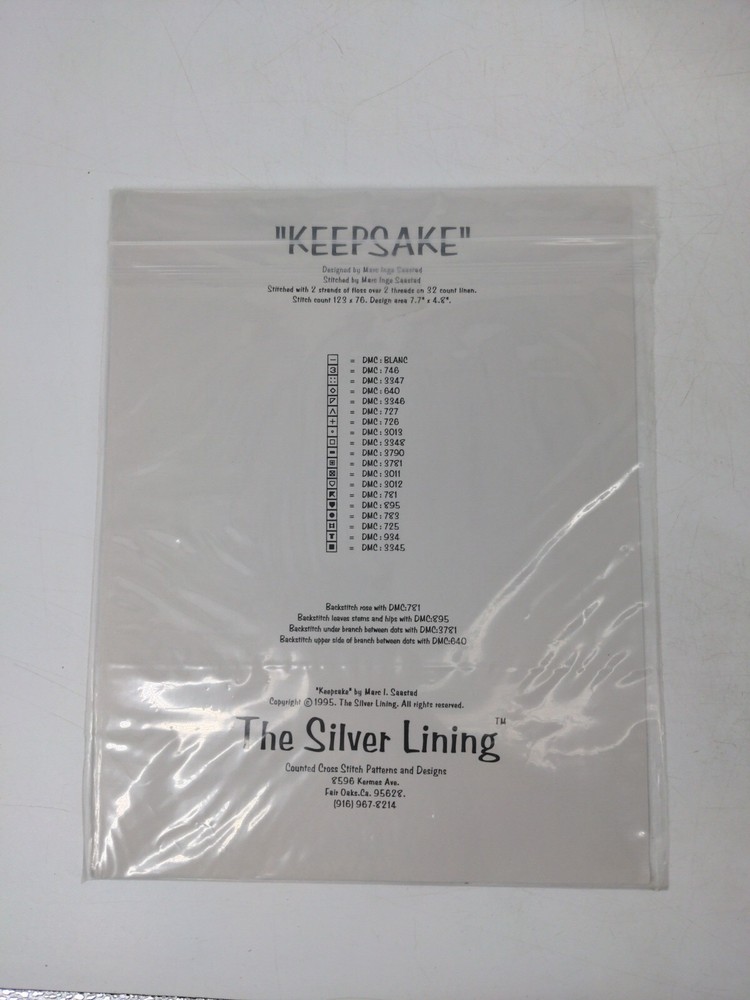 "KEEPSAKE"
Designed by Marc Inge Saastad
Stitched by Marc Inge Saastad
Stitched with 2 strands of floss over 2 threads on 32 count linen.
Stitch count 123 x 76. Design area 7.7" x 4.8".
= DMC: BLANC
= DMC: 746
= DMC: 3347
= DMC: 640
= DMC: 3346
= DMC: 727
= DMC: 726
= DMC: 3013
= DMC: 3348
= DMC: 3790
= DMC: 3781
= DMC: 3011
= DMC: 3012
= DMC: 781
= DMC: 895
= DMC: 783
= DMC: 725
= DMC: 934
= DMC: 3345
Backstitch rose with DMC:781
Backstitch leaves stems and hips with DMC:895
Backstitch under branch between dots with DMC:3781
Backstitch upper side of branch between dots with DMC:640
"Keepsake" by Marc I. Saastad
Copyright © 1995. The Silver Lining. All rights reserved.
The Silver Lining™
Counted Cross Stitch Patterns and Designs
8596 Kermes Ave.
Fair Oaks.Ca. 95628.
(916) 967-8214